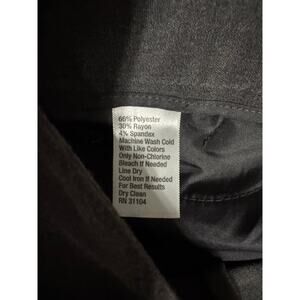 66% Polyester
30% Rayon
4% Spandex
Machine Wash Cold
With Like Colors
Only Non-Chlorine
Bleach If Needed
Line Dry
Cool Iron If Needed
For Best Results
Dry Clean
RN 31104